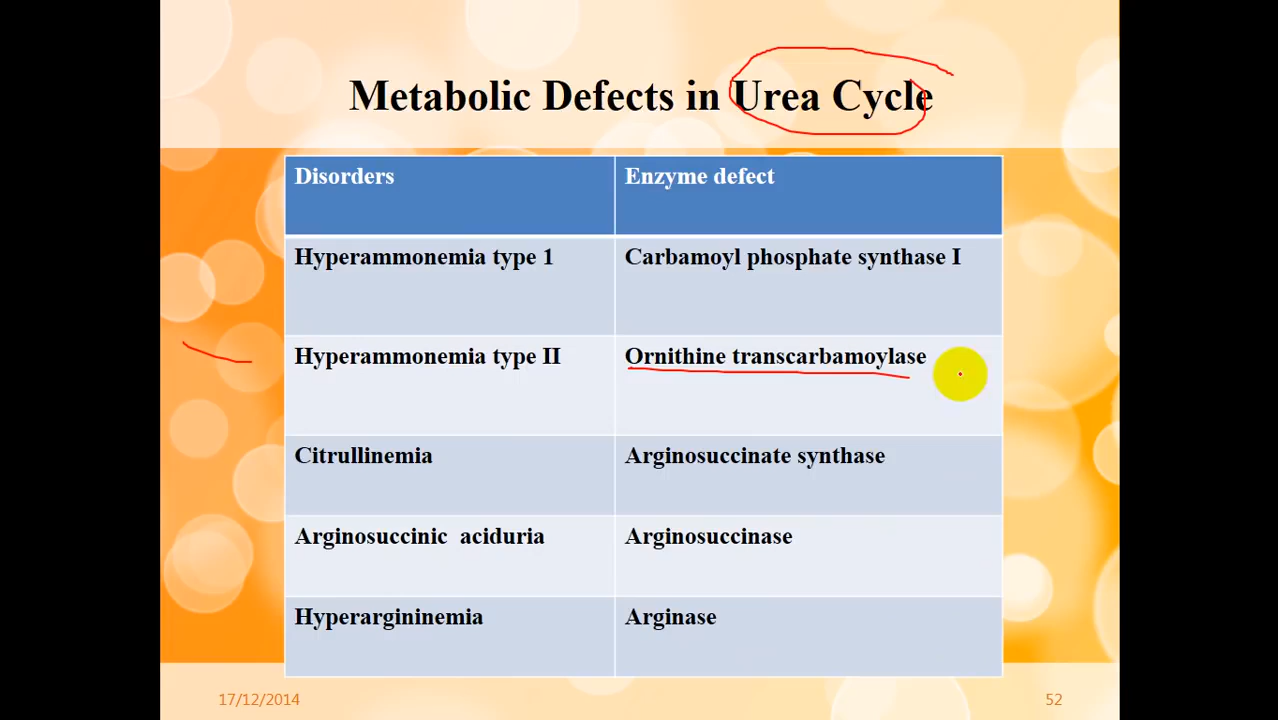 Metabolic Defects in Urea Cycle
Disorders Enzyme defect
Hyperammonemia type 1 Carbamoyl phosphate synthase I
Hyperammonemia type II Ornithine transcarbamoylase
Citrullinemia Arginosuccinate synthase
Arginosuccinic aciduria Arginosuccinase
Hyperargininemia Arginase
17/12/2014 52